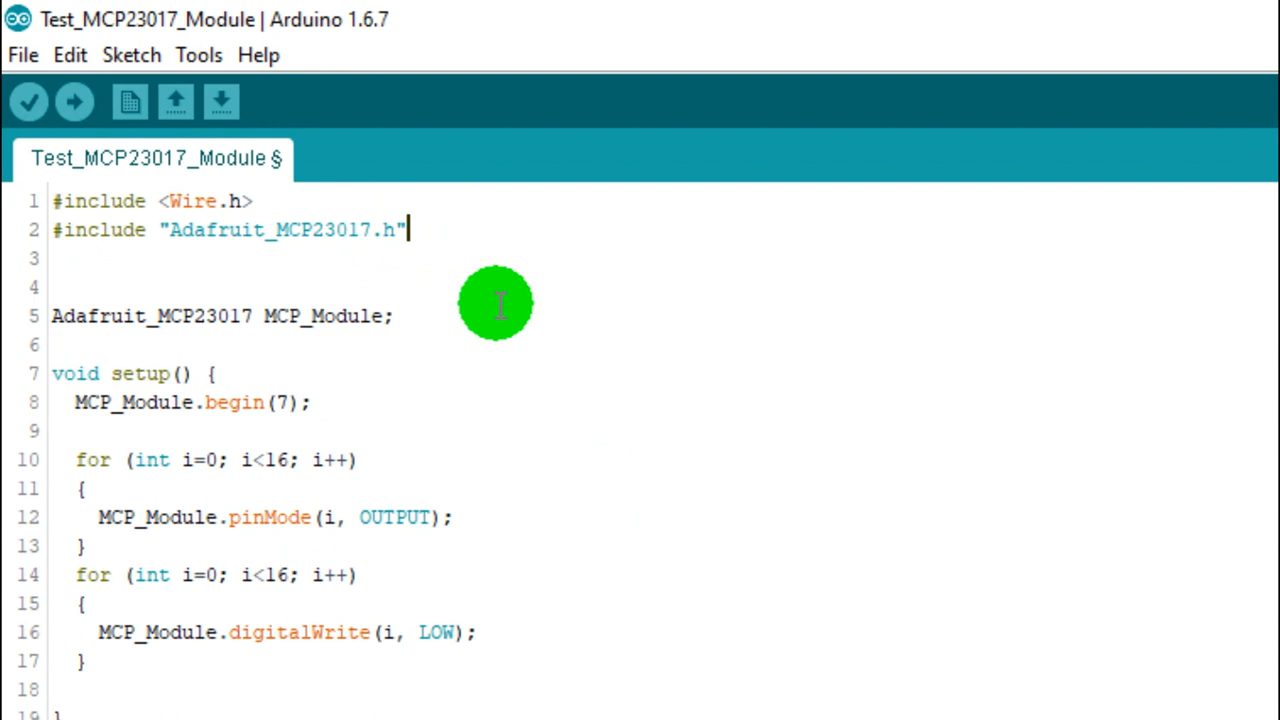 Test_MCP23017_Module | Arduino 1.6.7
File Edit Sketch Tools Help
Test_MCP23017_Module §
1 #include <Wire.h>
2 #include "Adafruit_MCP23017.h"
3
4
5 Adafruit_MCP23017 MCP_Module;
6
7 void setup() {
8   MCP_Module.begin(7);
9
10   for (int i=0; i<16; i++)
11   {
12     MCP_Module.pinMode(i, OUTPUT);
13   }
14   for (int i=0; i<16; i++)
15   {
16     MCP_Module.digitalWrite(i, LOW);
17   }
18
19 }